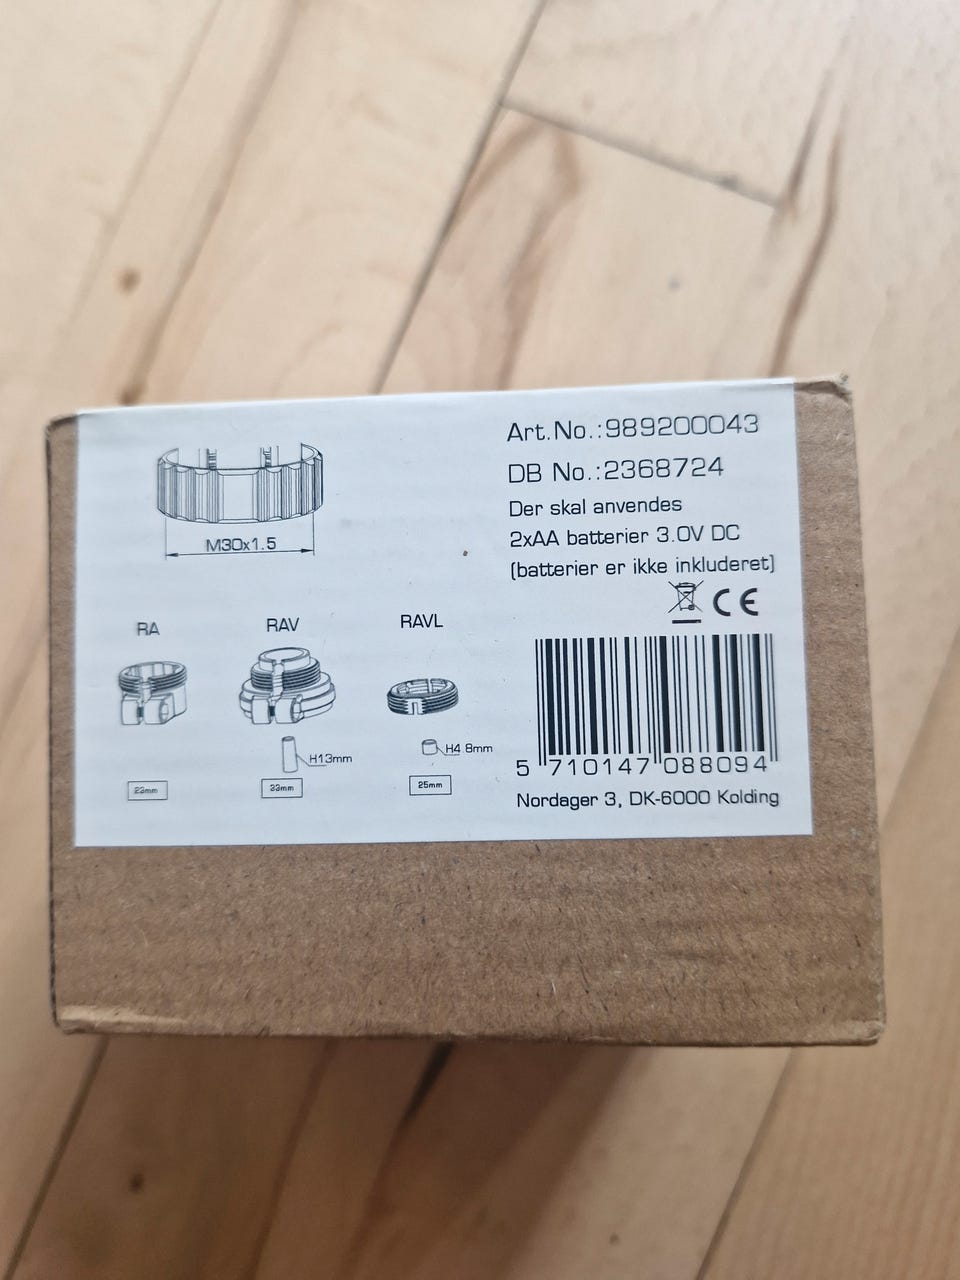 Art.No.:989200043
DB No.:2368724
Der skal anvendes
2xAA batterier 3.0V DC
(batterier er ikke inkluderet)
CE
M30x1.5
RA
RAV
RAVL
H13mm
H4.8mm
23mm
33mm
25mm
5 710147 088094
Nordager 3, DK-6000 Kolding